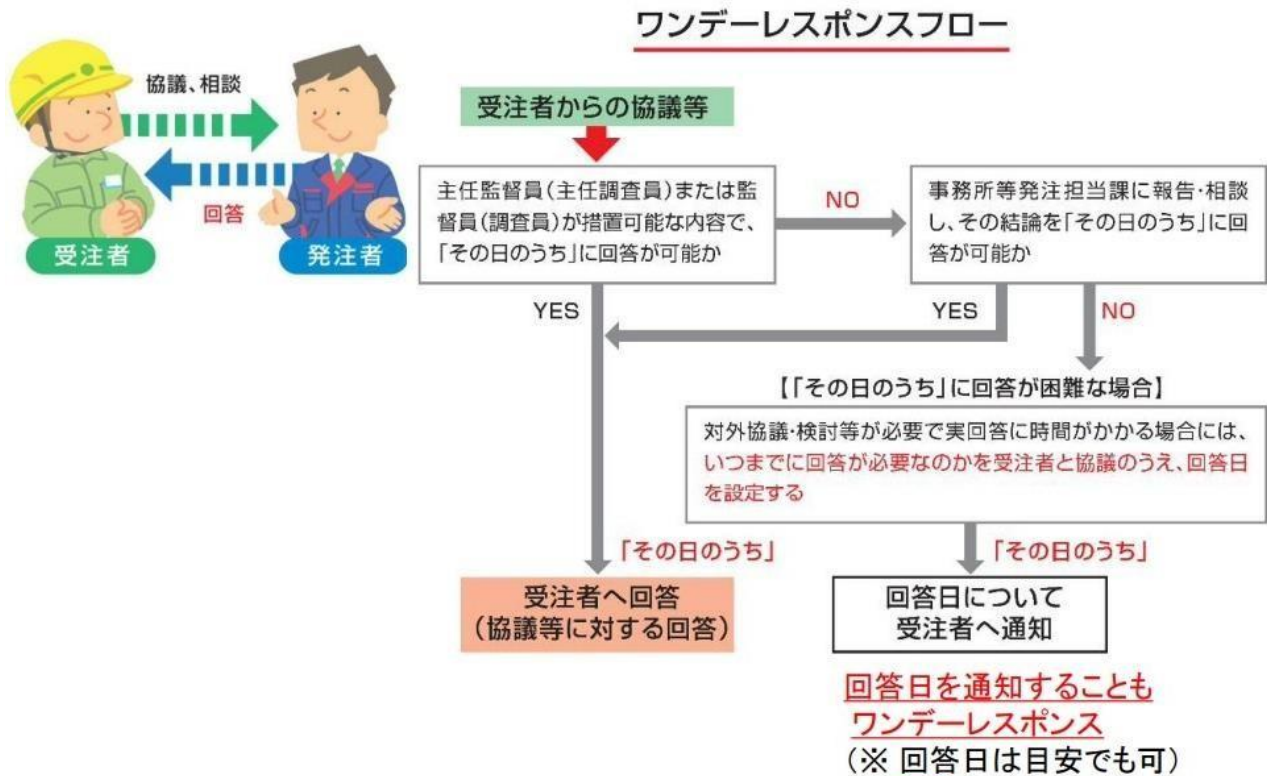 ワンデーレスポンスフロー
協議、相談
回答
受注者
発注者
受注者からの協議等
主任監督員(主任調査員)または監
督員(調査員)が措置可能な内容で、
「その日のうち」に回答が可能か
NO
事務所等発注担当課に報告・相談
し、その結論を「その日のうち」に回
答が可能か
YES
YES
NO
【「その日のうち」に回答が困難な場合】
対外協議・検討等が必要で実回答に時間がかかる場合には、
いつまでに回答が必要なのかを受注者と協議のうえ、回答日
を設定する
「その日のうち」
「その日のうち」
受注者へ回答
(協議等に対する回答)
回答日について
受注者へ通知
回答日を通知することも
ワンデーレスポンス
(※ 回答日は目安でも可)